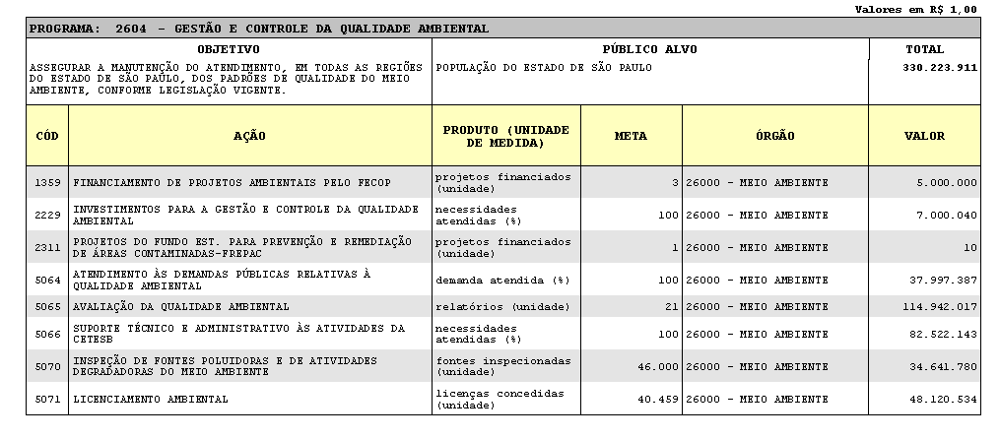 Valores em R$ 1,00
PROGRAMA: 2604 - GESTÃO E CONTROLE DA QUALIDADE AMBIENTAL
OBJETIVO PÚBLICO ALVO TOTAL
ASSEGURAR A MANUTENÇÃO DO ATENDIMENTO, EM TODAS AS REGIÕES
DO ESTADO DE SÃO PAULO, DOS PADRÕES DE QUALIDADE DO MEIO
AMBIENTE, CONFORME LEGISLAÇÃO VIGENTE.
POPULAÇÃO DO ESTADO DE SÃO PAULO
330.223.911
CÓD
AÇÃO
PRODUTO (UNIDADE
DE MEDIDA)
META
ÓRGÃO
VALOR
1359
FINANCIAMENTO DE PROJETOS AMBIENTAIS PELO FECOP
projetos financiados
(unidade)
3
26000 - MEIO AMBIENTE
5.000.000
2229
INVESTIMENTOS PARA A GESTÃO E CONTROLE DA QUALIDADE
AMBIENTAL
necessidades
atendidas (%)
100
26000 - MEIO AMBIENTE
7.000.040
2311
PROJETOS DO FUNDO EST. PARA PREVENÇÃO E REMEDIAÇÃO
DE ÁREAS CONTAMINADAS-FREPAC
projetos financiados
(unidade)
1
26000 - MEIO AMBIENTE
10
5064
ATENDIMENTO ÀS DEMANDAS PÚBLICAS RELATIVAS À
QUALIDADE AMBIENTAL
demanda atendida (%)
100
26000 - MEIO AMBIENTE
37.997.387
5065
AVALIAÇÃO DA QUALIDADE AMBIENTAL
relatórios (unidade)
21
26000 - MEIO AMBIENTE
114.942.017
5066
SUPORTE TÉCNICO E ADMINISTRATIVO ÀS ATIVIDADES DA
CETESB
necessidades
atendidas (%)
100
26000 - MEIO AMBIENTE
82.522.143
5070
INSPEÇÃO DE FONTES POLUIDORAS E DE ATIVIDADES
DEGRADADORAS DO MEIO AMBIENTE
fontes inspecionadas
(unidade)
46.000
26000 - MEIO AMBIENTE
34.641.780
5071
LICENCIAMENTO AMBIENTAL
licenças concedidas
(unidade)
40.459
26000 - MEIO AMBIENTE
48.120.534